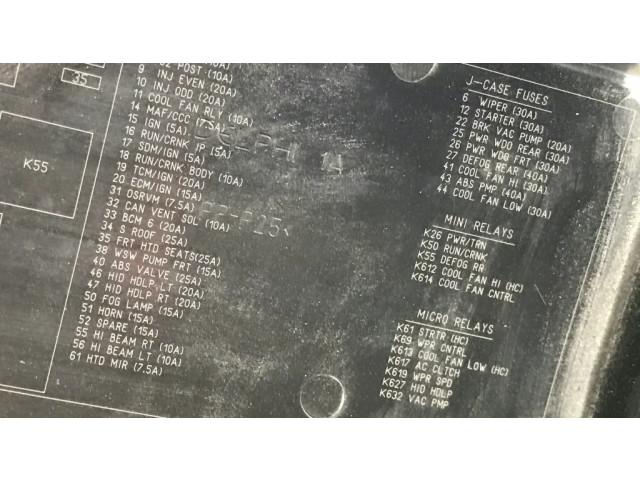 35
K55
POST (10A)
9 INJ EVEN (20A)
10 INJ ODD (20A)
11 COOL FAN RLY (10A)
14 MAF/CCC (7.5A)
15 IGN (5A)
16 RUN/CRNK IP (5A)
17 SDM/IGN (5A)
18 RUN/CRNK BODY (10A)
19 TCM/IGN (20A)
20 ECM/IGN (15A)
31 OSRVM (7.5A)
32 CAN VENT SOL (10A)
33 BCM 6 (20A)
34 S ROOF (25A)
35 FRT HTD SEATS(25A)
38 WSW PUMP FRT (15A)
40 ABS VALVE (25A)
46 HID HDLP LT (20A)
47 HID HDLP RT (20A)
50 FOG LAMP (15A)
51 HORN (15A)
52 SPARE (15A)
55 HI BEAM RT (10A)
56 HI BEAM LT (10A)
61 HTD MIR (7.5A)
DELPHI 14
J-CASE FUSES
6 WIPER (30A)
12 STARTER (30A)
22 BRK VAC PUMP (20A)
25 PWR WDO REAR (30A)
26 PWR WDO FRT (30A)
27 DEFOG REAR (40A)
41 COOL FAN HI (30A)
43 ABS PMP (40A)
44 COOL FAN LOW (30A)
MINI RELAYS
K26 PWR/TRN
K50 RUN/CRNK
K55 DEFOG RR
K612 COOL FAN HI (HC)
K614 COOL FAN CNTRL
MICRO RELAYS
K61 STRTR (HC)
K69 WPR CNTRL
K613 COOL FAN LOW (HC)
K617 AC CLTCH
K619 WPR SPD
K627 HID HDLP
K632 VAC PMP